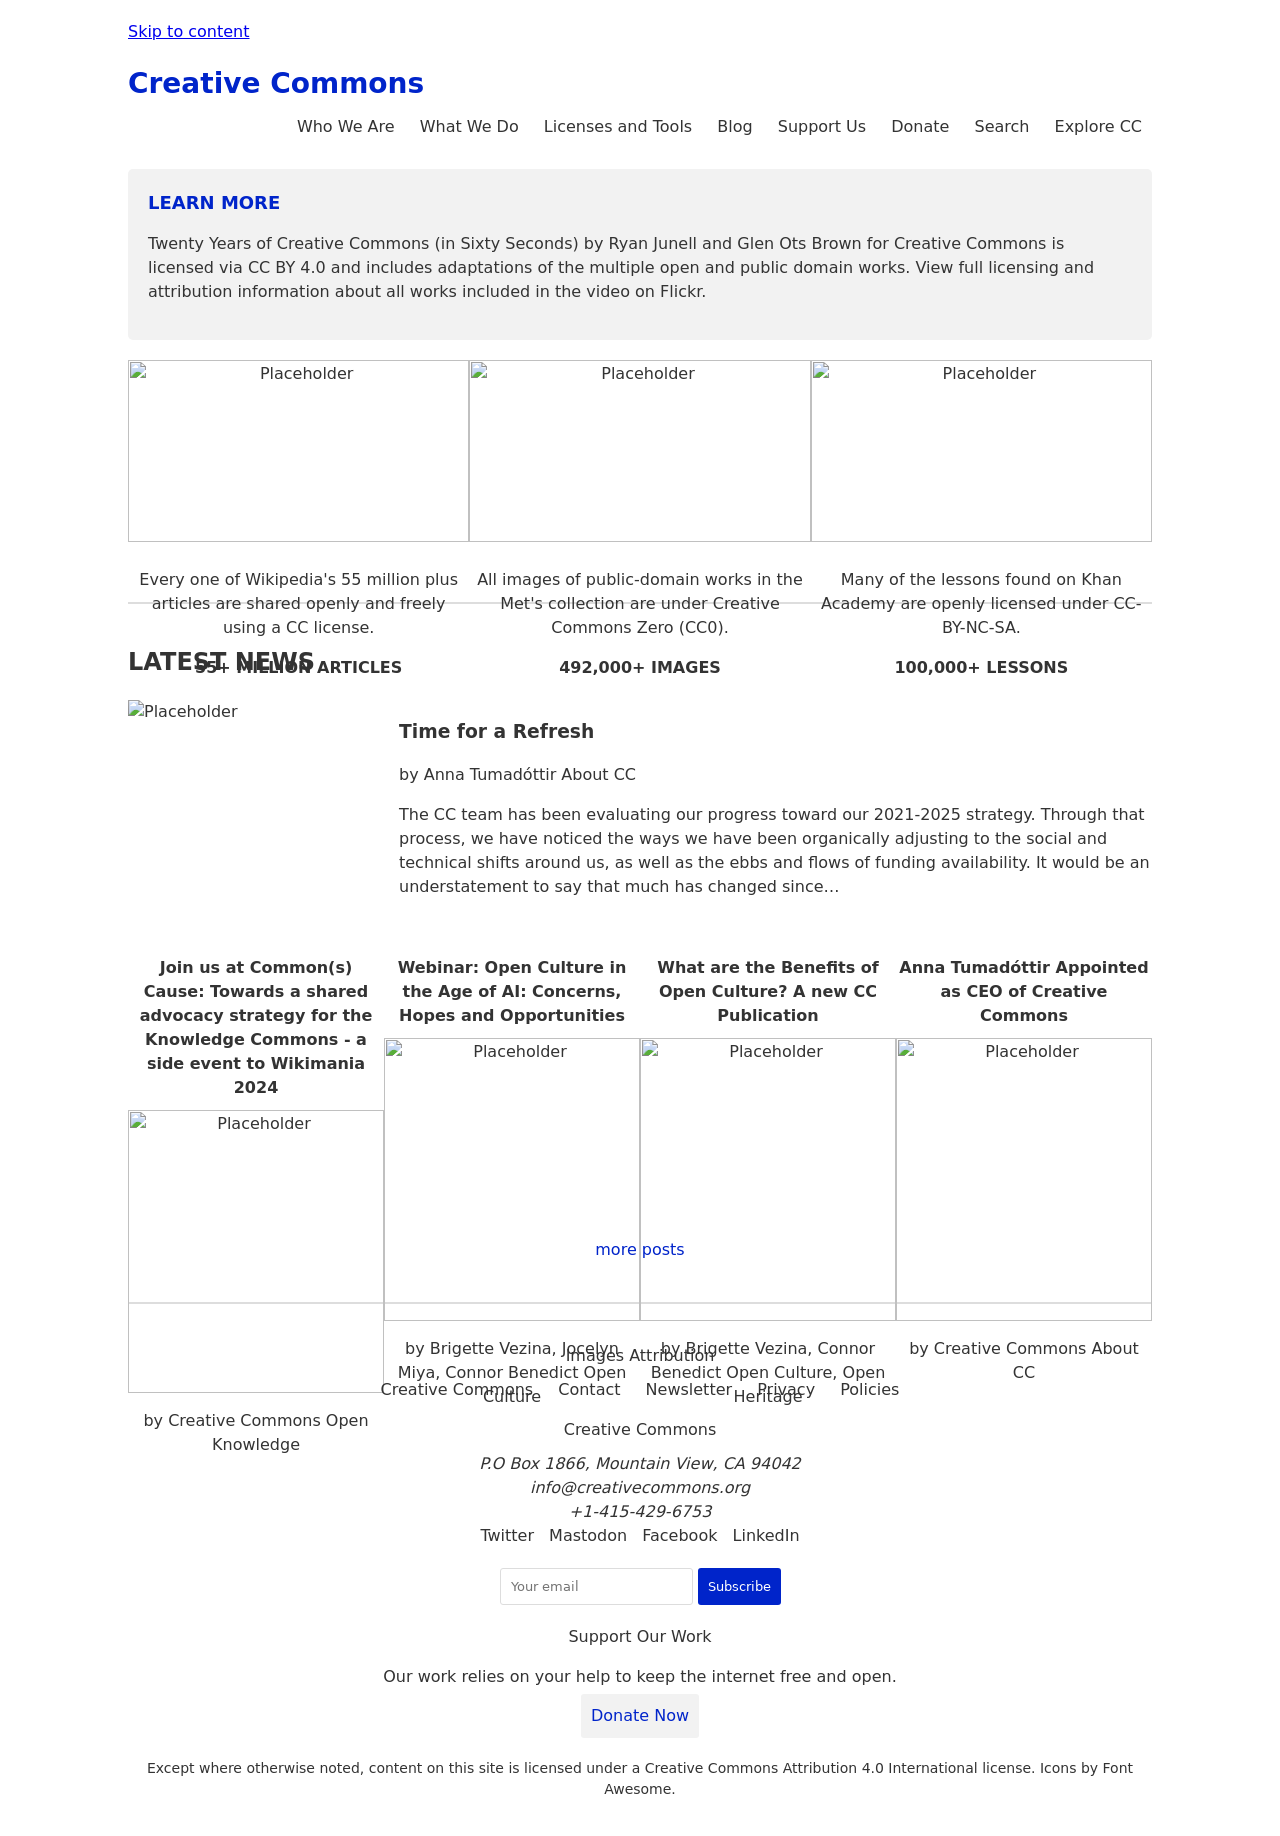 Skip to content
Creative Commons
Who We Are What We Do Licenses and Tools Blog Support Us Donate Search Explore CC
LEARN MORE
Twenty Years of Creative Commons (in Sixty Seconds) by Ryan Junell and Glen Ots Brown for Creative Commons is
licensed via CC BY 4.0 and includes adaptations of the multiple open and public domain works. View full licensing and
attribution information about all works included in the video on Flickr.
Placeholder
Every one of Wikipedia's 55 million plus
articles are shared openly and freely
using a CC license.
55+ MILLION ARTICLES
Placeholder
All images of public-domain works in the
Met's collection are under Creative
Commons Zero (CC0).
492,000+ IMAGES
Placeholder
Many of the lessons found on Khan
Academy are openly licensed under CC-
BY-NC-SA.
100,000+ LESSONS
LATEST NEWS
Placeholder
Time for a Refresh
by Anna Tumadóttir About CC
The CC team has been evaluating our progress toward our 2021-2025 strategy. Through that
process, we have noticed the ways we have been organically adjusting to the social and
technical shifts around us, as well as the ebbs and flows of funding availability. It would be an
understatement to say that much has changed since…
Join us at Common(s)
Cause: Towards a shared
advocacy strategy for the
Knowledge Commons - a
side event to Wikimania
2024
Placeholder
by Creative Commons Open
Knowledge
Webinar: Open Culture in
the Age of AI: Concerns,
Hopes and Opportunities
Placeholder
by Brigette Vezina, Jocelyn
Miya, Connor Benedict Open
Culture
What are the Benefits of
Open Culture? A new CC
Publication
Placeholder
by Brigette Vezina, Connor
Benedict Open Culture, Open
Heritage
Anna Tumadóttir Appointed
as CEO of Creative
Commons
Placeholder
by Creative Commons About
CC
more posts
Images Attribution
Creative Commons Contact Newsletter Privacy Policies
Creative Commons
P.O Box 1866, Mountain View, CA 94042
info@creativecommons.org
+1-415-429-6753
Twitter Mastodon Facebook LinkedIn
Your email Subscribe
Support Our Work
Our work relies on your help to keep the internet free and open.
Donate Now
Except where otherwise noted, content on this site is licensed under a Creative Commons Attribution 4.0 International license. Icons by Font
Awesome.